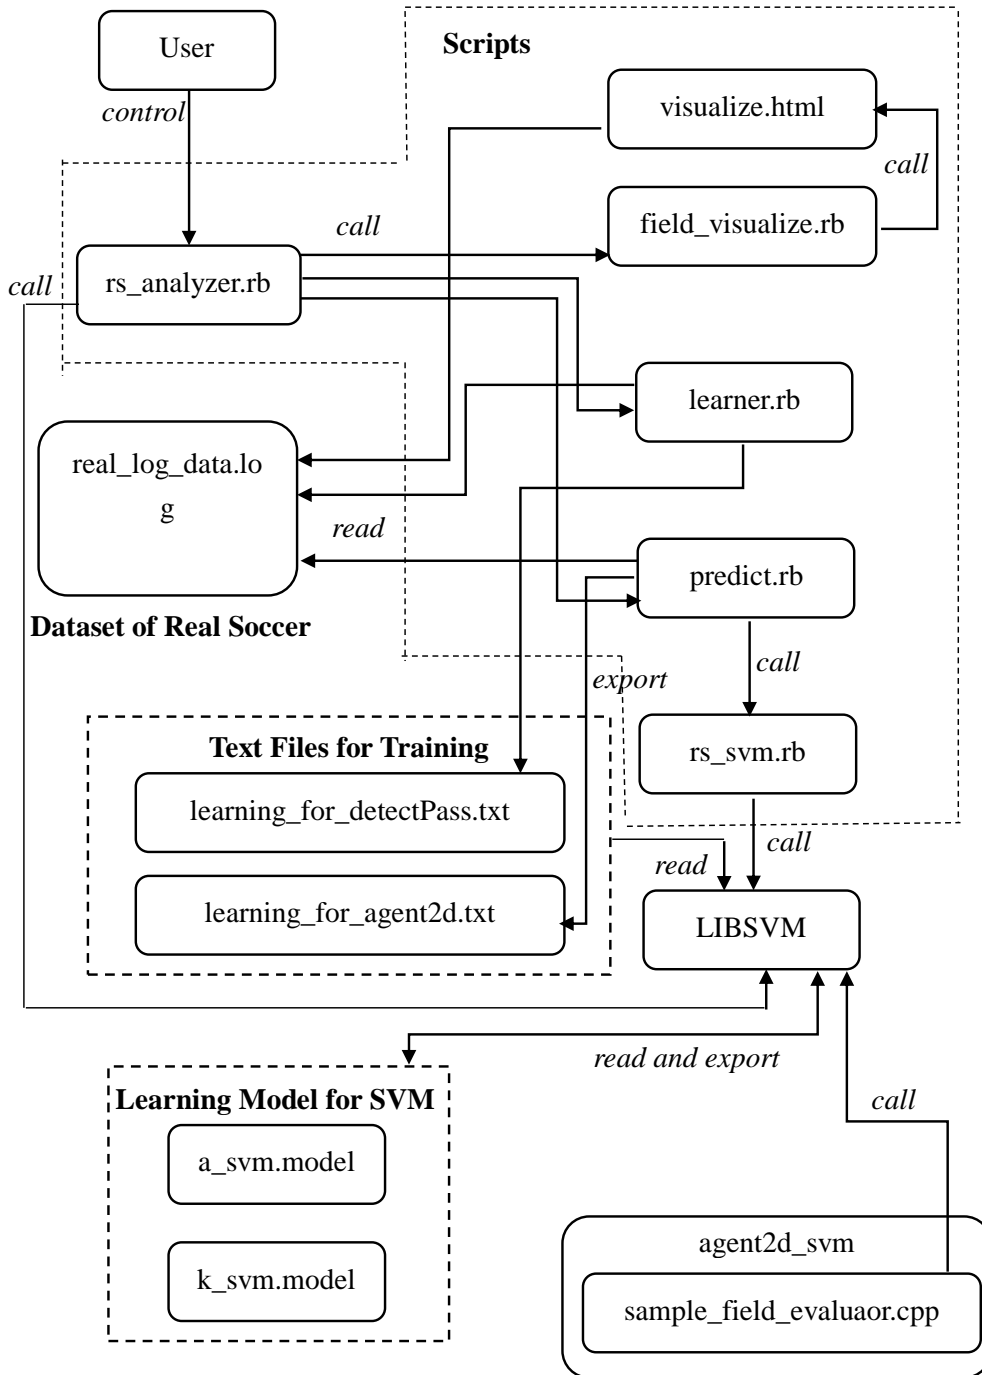 User
Scripts
control
visualize.html
call
field_visualize.rb
call
call
rs_analyzer.rb
learner.rb
real_log_data.lo
g
read
predict.rb
Dataset of Real Soccer
call
export
Text Files for Training
rs_svm.rb
learning_for_detectPass.txt
call
read
learning_for_agent2d.txt
LIBSVM
read and export
Learning Model for SVM
call
a_svm.model
agent2d_svm
k_svm.model
sample_field_evaluaor.cpp